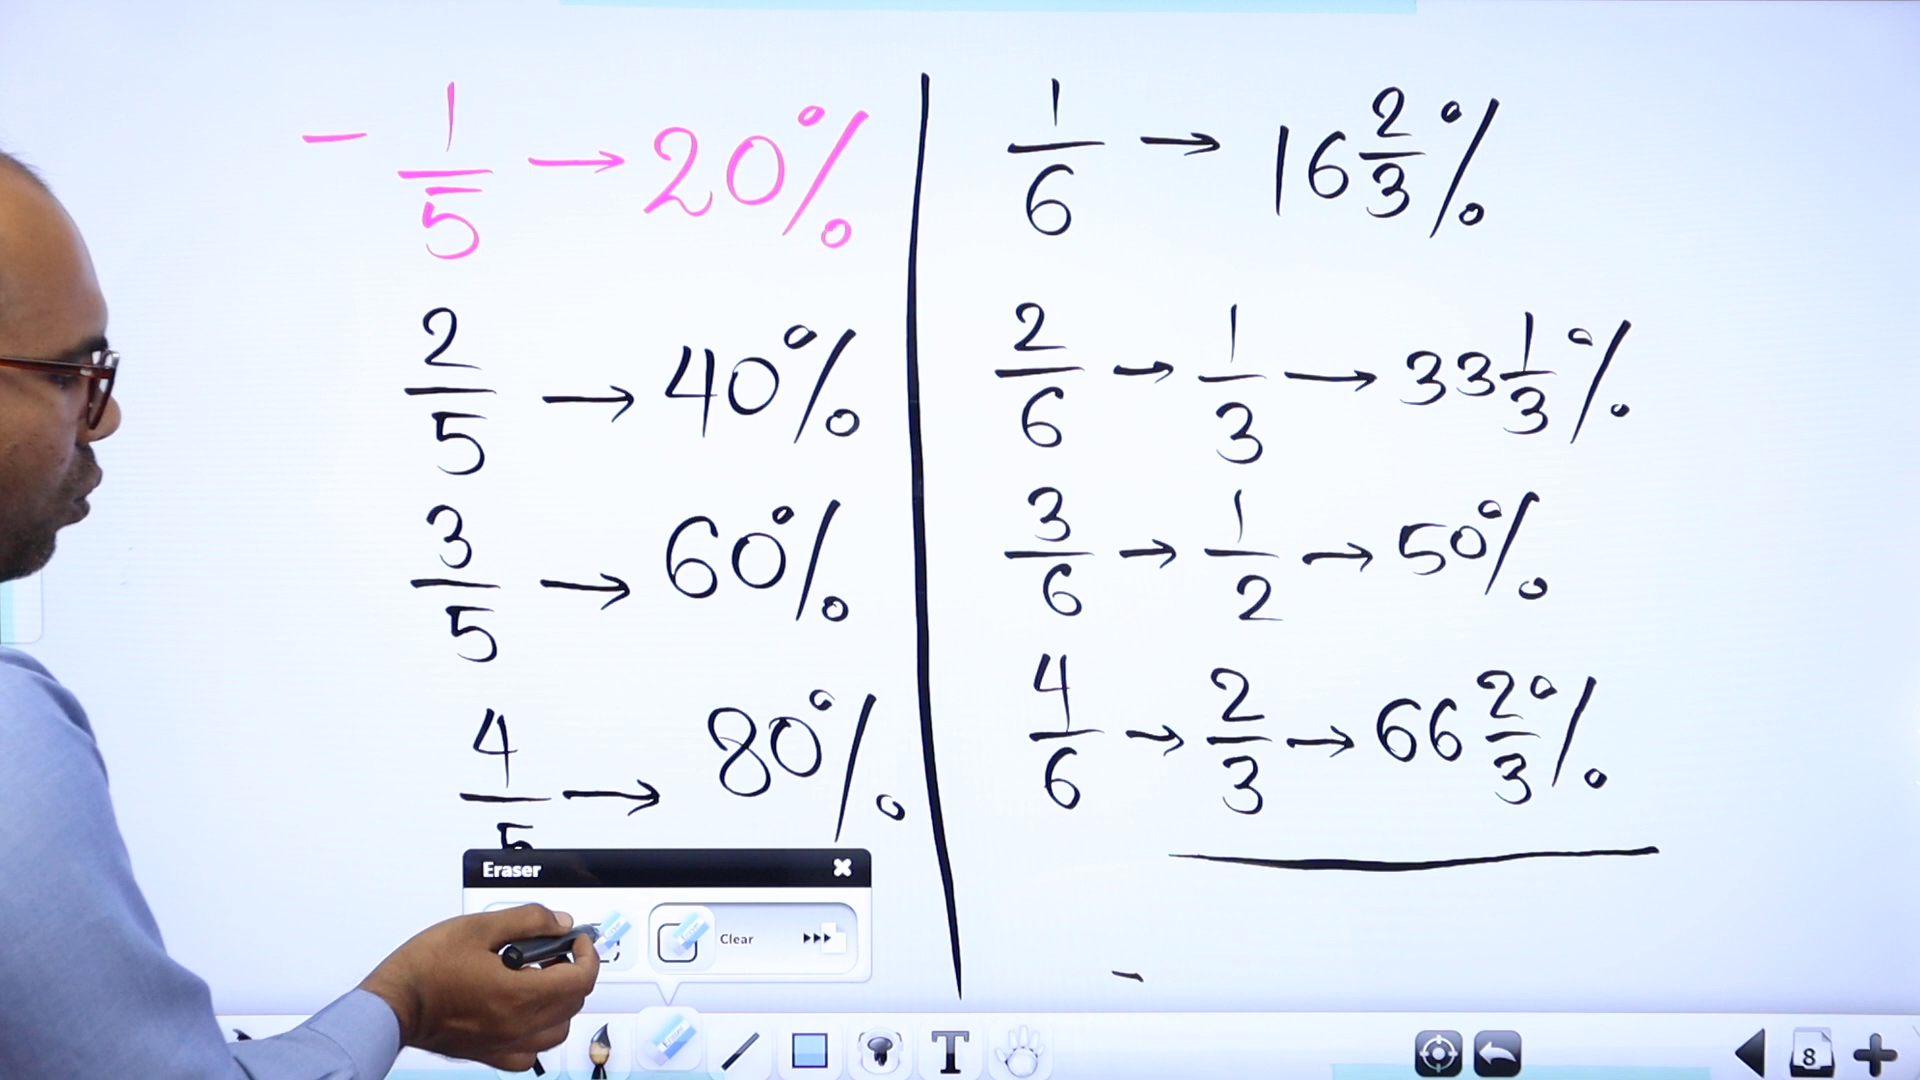 - 1/5 → 20%
2/5 → 40%
3/5 → 60%
4/5 → 80%
1/6 → 16 2/3 %
2/6 → 1/3 → 33 1/3 %
3/6 → 1/2 → 50%
4/6 → 2/3 → 66 2/3 %
-
Eraser
Clear
T
8